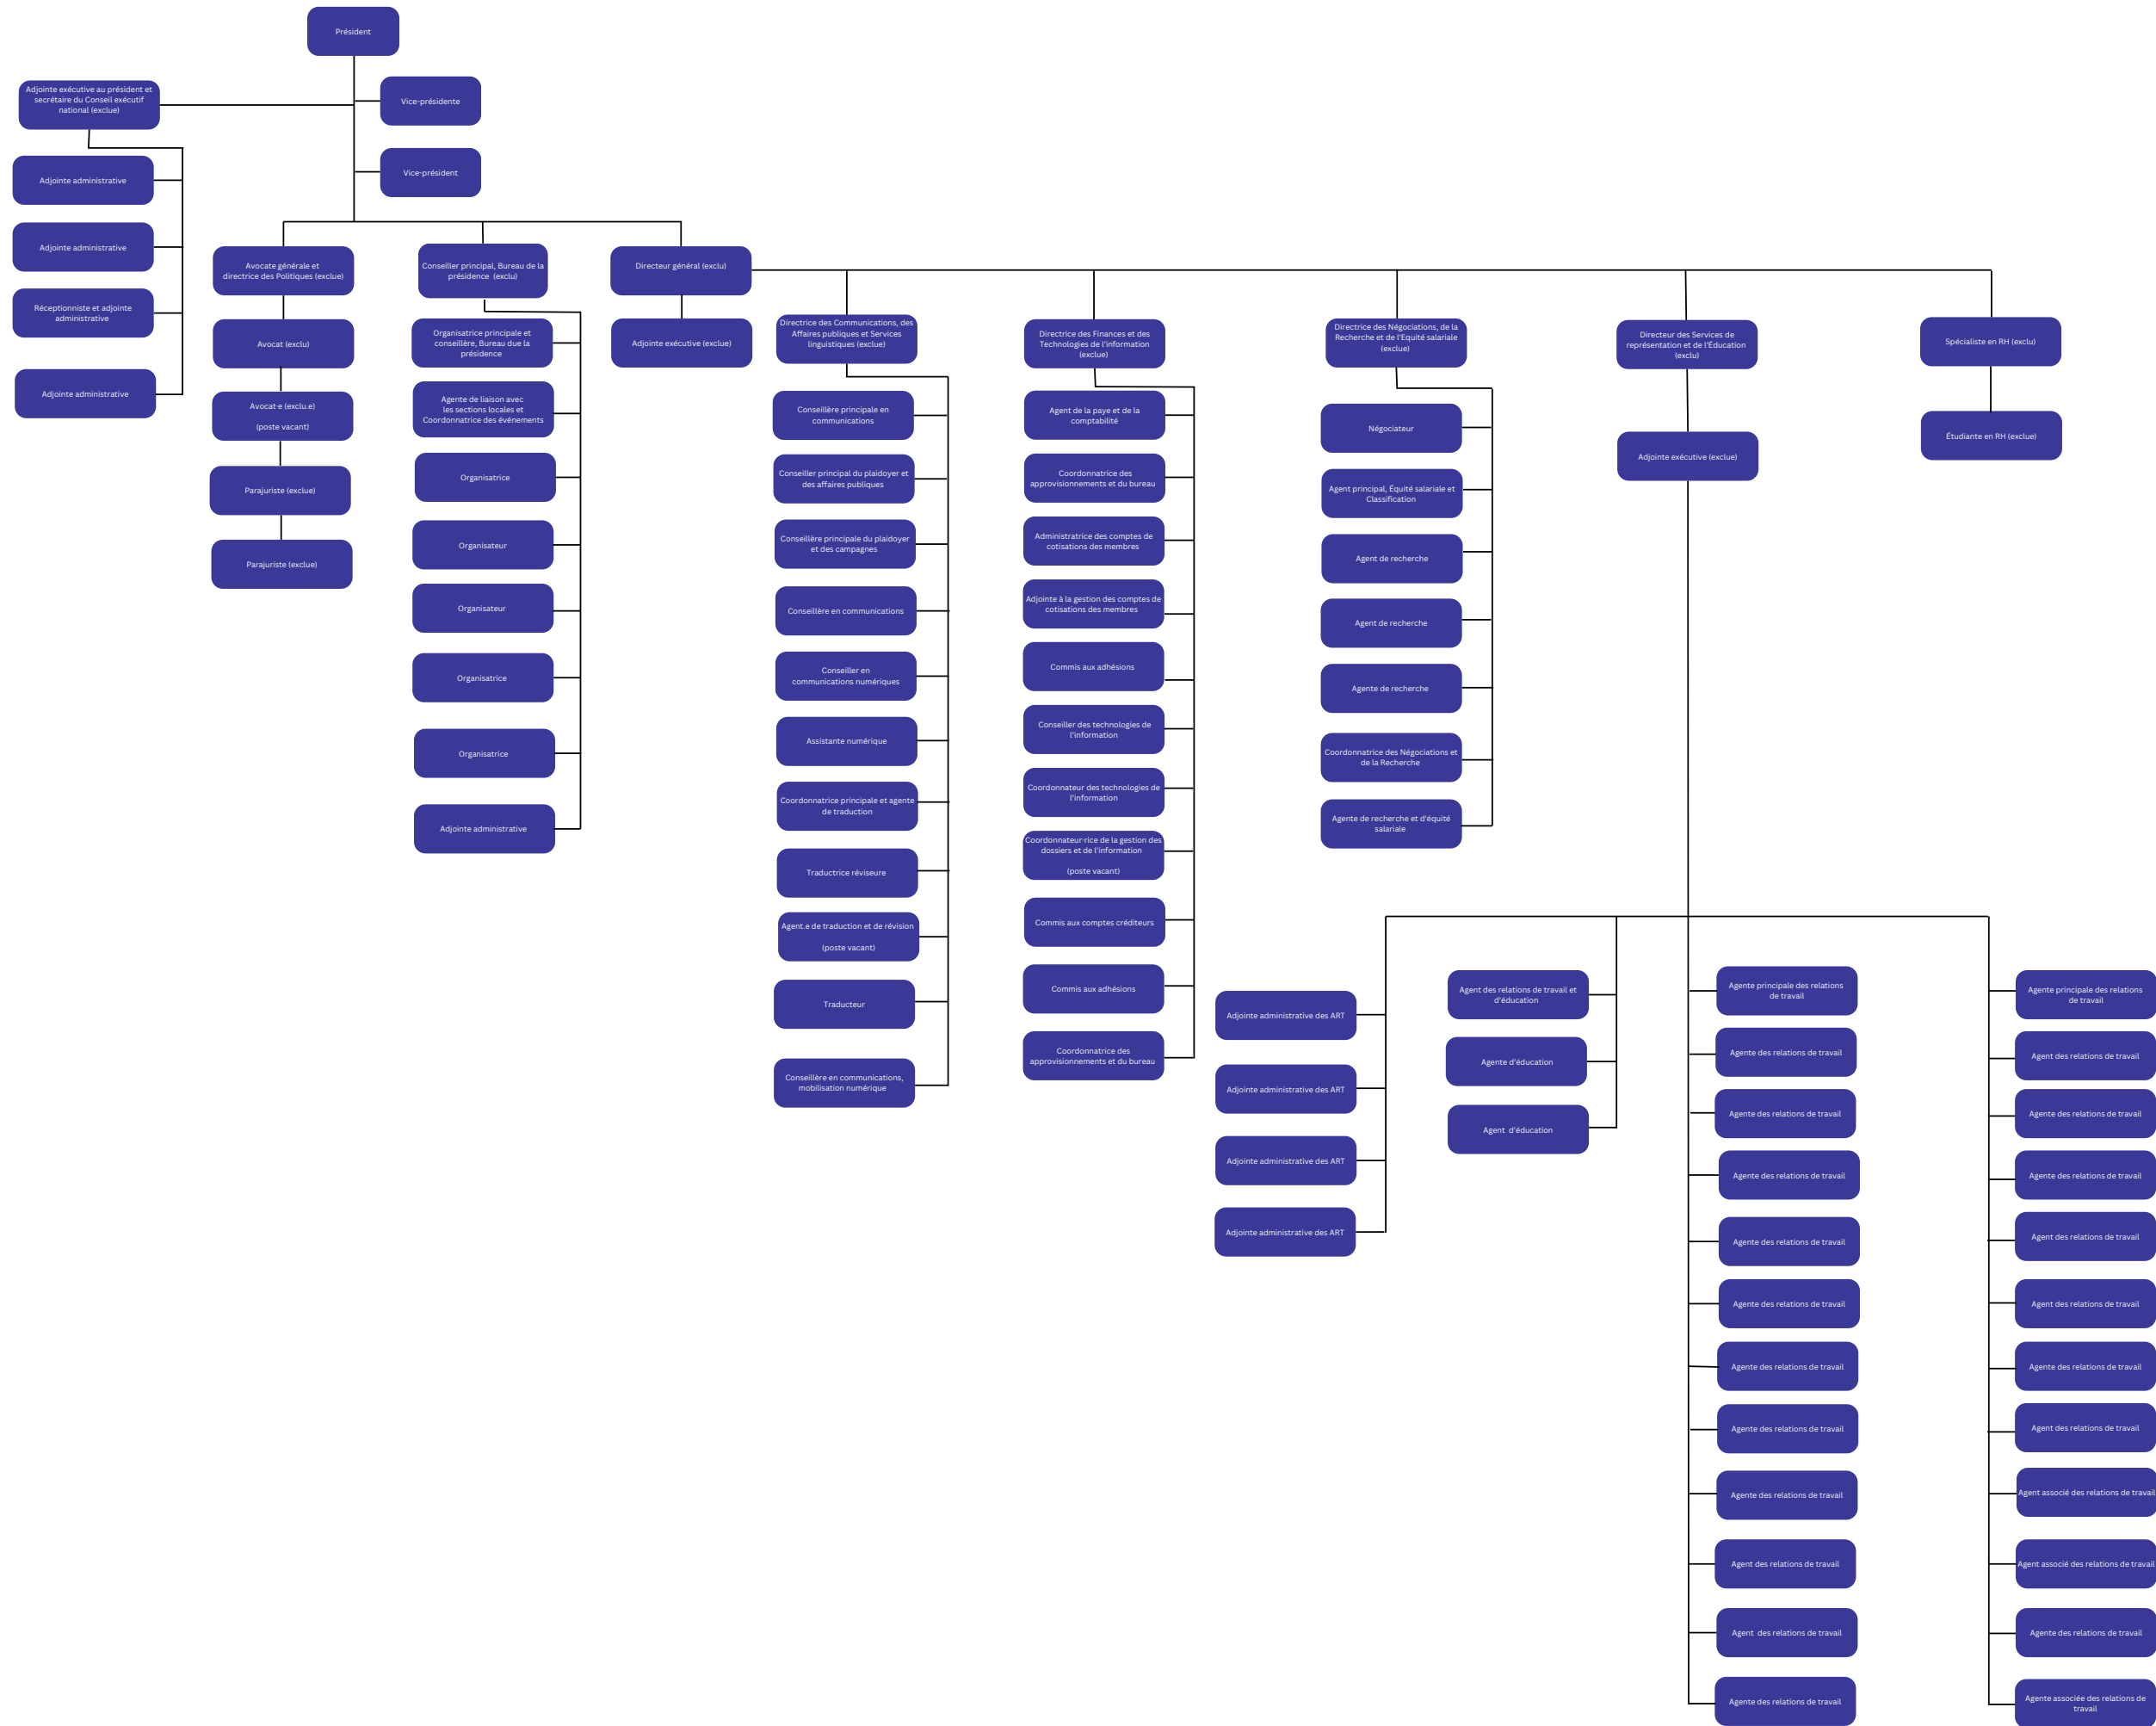 Président
Adjointe exécutive au président et
secrétaire du Conseil exécutif
national (exclue)
Vice-présidente
Vice-président
Adjointe administrative
Adjointe administrative
Réceptionniste et adjointe
administrative
Adjointe administrative
Avocate générale et
directrice des Politiques (exclue)
Avocat (exclu)
Avocat·e (exclu.e)
(poste vacant)
Parajuriste (exclue)
Parajuriste (exclue)
Conseiller principal, Bureau de la
présidence (exclu)
Organisatrice principale et
conseillère, Bureau due la
présidence
Agente de liaison avec
les sections locales et
Coordonnatrice des événements
Organisatrice
Organisateur
Organisateur
Organisatrice
Organisatrice
Adjointe administrative
Directeur général (exclu)
Adjointe exécutive (exclue)
Directrice des Communications, des
Affaires publiques et Services
linguistiques (exclue)
Conseillère principale en
communications
Conseiller principal du plaidoyer et
des affaires publiques
Conseillère principale du plaidoyer
et des campagnes
Conseillère en communications
Conseiller en
communications numériques
Assistante numérique
Coordonnatrice principale et agente
de traduction
Traductrice réviseure
Agent.e de traduction et de révision
(poste vacant)
Traducteur
Conseillère en communications,
mobilisation numérique
Directrice des Finances et des
Technologies de l'information
(exclue)
Agent de la paye et de la
comptabilité
Coordonnatrice des
approvisionnements et du bureau
Administratrice des comptes de
cotisations des membres
Adjointe à la gestion des comptes de
cotisations des membres
Commis aux adhésions
Conseiller des technologies de
l'information
Coordonnateur des technologies de
l'information
Coordonnateur·rice de la gestion des
dossiers et de l'information
(poste vacant)
Commis aux comptes créditeurs
Commis aux adhésions
Coordonnatrice des
approvisionnements et du bureau
Directrice des Négociations, de la
Recherche et de l'Équité salariale
(exclue)
Négociateur
Agent principal, Équité salariale et
Classification
Agent de recherche
Agent de recherche
Agente de recherche
Coordonnatrice des Négociations et
de la Recherche
Agente de recherche et d'équité
salariale
Directeur des Services de
représentation et de l'Éducation
(exclu)
Adjointe exécutive (exclue)
Spécialiste en RH (exclu)
Étudiante en RH (exclue)
Adjointe administrative des ART
Adjointe administrative des ART
Adjointe administrative des ART
Adjointe administrative des ART
Agent des relations de travail et
d'éducation
Agente d'éducation
Agent d'éducation
Agente principale des relations
de travail
Agente des relations de travail
Agente des relations de travail
Agente des relations de travail
Agente des relations de travail
Agente des relations de travail
Agente des relations de travail
Agente des relations de travail
Agente des relations de travail
Agent des relations de travail
Agent des relations de travail
Agente des relations de travail
Agente principale des relations
de travail
Agent des relations de travail
Agente des relations de travail
Agente des relations de travail
Agent des relations de travail
Agent des relations de travail
Agente des relations de travail
Agent des relations de travail
Agent associé des relations de travail
Agent associé des relations de travail
Agente des relations de travail
Agente associée des relations de
travail